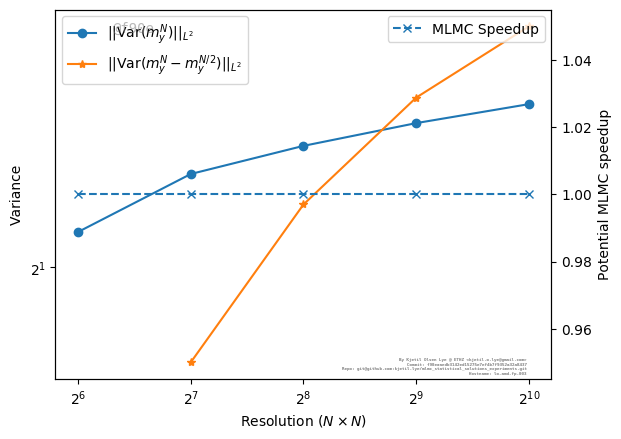 ||Var(m_y^N)||_{L^2}
||Var(m_y^N − m_y^{N/2})||_{L^2}
MLMC Speedup
Variance
2^1
1.04
1.02
1.00
0.98
0.96
Potential MLMC speedup
By Kjetil Olsen Lye @ ETHZ
Hostname:
2^6
2^7
2^8
2^9
2^10
Resolution (N × N)